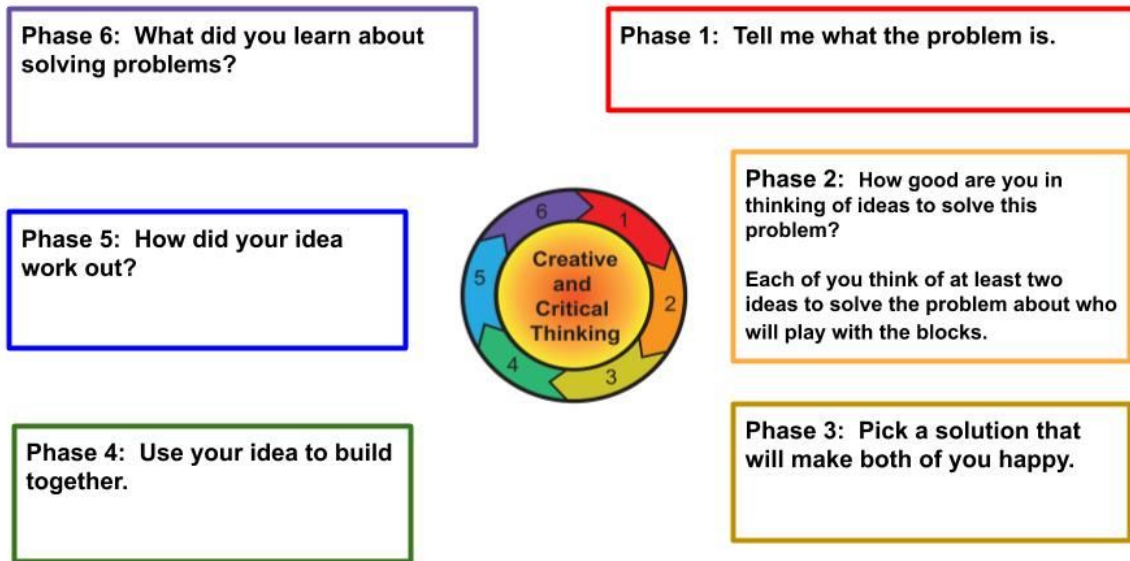 Phase 6: What did you learn about
solving problems?
Phase 1: Tell me what the problem is.
Phase 2: How good are you in
thinking of ideas to solve this
problem?
Each of you think of at least two
ideas to solve the problem about who
will play with the blocks.
Phase 5: How did your idea
work out?
6
1
5
Creative
and
Critical
Thinking
2
4
3
Phase 4: Use your idea to build
together.
Phase 3: Pick a solution that
will make both of you happy.